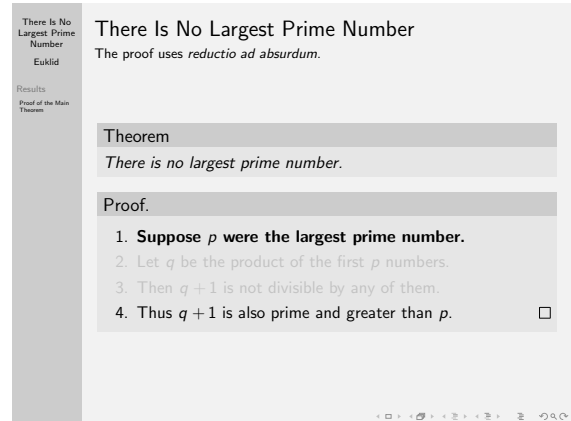 There Is No
Largest Prime
Number
Euklid
Results
Proof of the Main
Theorem
There Is No Largest Prime Number
The proof uses reductio ad absurdum.
Theorem
There is no largest prime number.
Proof.
1. Suppose p were the largest prime number.
2. Let q be the product of the first p numbers.
3. Then q + 1 is not divisible by any of them.
4. Thus q + 1 is also prime and greater than p.